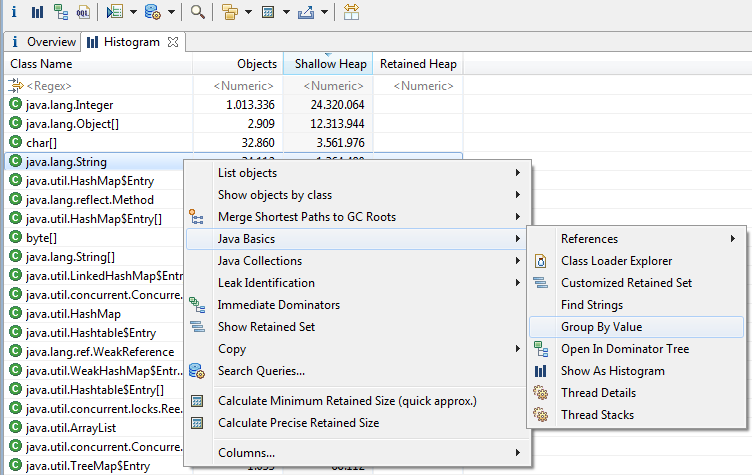 i OQL
i Overview Histogram
Class Name Objects Shallow Heap Retained Heap
<Regex> <Numeric> <Numeric> <Numeric>
java.lang.Integer 1.013.336 24.320.064
java.lang.Object[] 2.909 12.313.944
char[] 32.860 3.561.976
java.lang.String
java.util.HashMap$Entry
java.lang.reflect.Method
java.util.HashMap$Entry[]
byte[]
java.lang.String[]
java.util.LinkedHashMap$Entr
java.util.concurrent.Concurre..
java.util.HashMap
java.util.Hashtable$Entry
java.lang.ref.WeakReference
java.util.WeakHashMap$Entr..
java.util.Hashtable$Entry[]
java.util.concurrent.locks.Ree..
java.util.ArrayList
java.util.concurrent.Concurre..
java.util.TreeMap$Entry
List objects
Show objects by class
Merge Shortest Paths to GC Roots
Java Basics
Java Collections
Leak Identification
Immediate Dominators
Show Retained Set
Copy
Search Queries...
Calculate Minimum Retained Size (quick approx.)
Calculate Precise Retained Size
Columns...
References
Class Loader Explorer
Customized Retained Set
Find Strings
Group By Value
Open In Dominator Tree
Show As Histogram
Thread Details
Thread Stacks